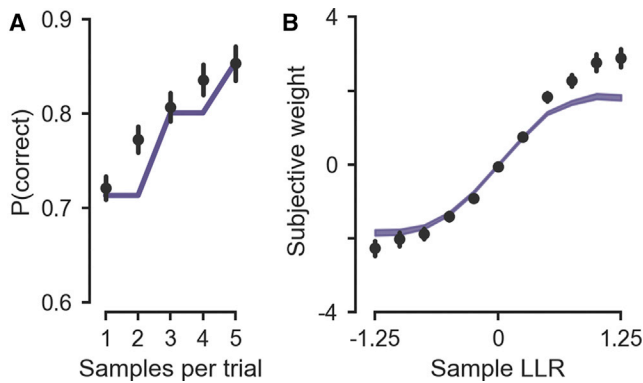 A
0.9
0.8
0.7
0.6
P(correct)
1 2 3 4 5
Samples per trial
B
4
0
-4
Subjective weight
-1.25 0 1.25
Sample LLR